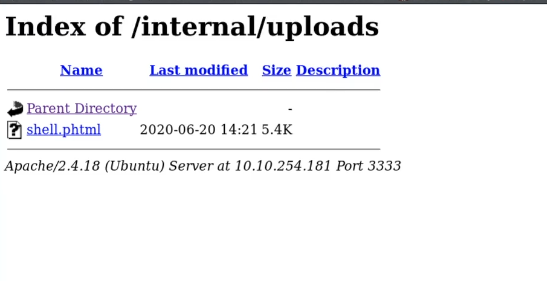 Index of /internal/uploads
Name Last modified Size Description
Parent Directory -
shell.phtml 2020-06-20 14:21 5.4K
Apache/2.4.18 (Ubuntu) Server at 10.10.254.181 Port 3333